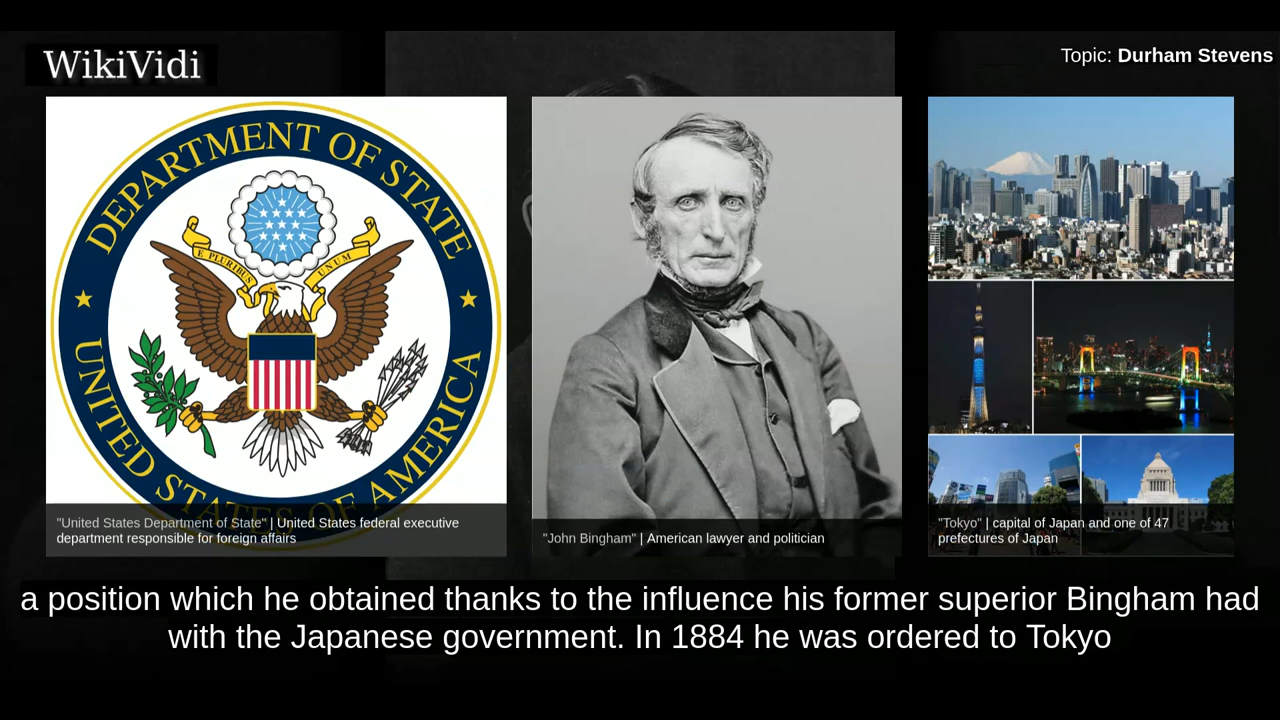 WikiVidi
Topic: Durham Stevens
DEPARTMENT OF STATE
E PLURIBUS UNUM
UNITED STATES OF AMERICA
"United States Department of State" | United States federal executive
department responsible for foreign affairs
"John Bingham" | American lawyer and politician
"Tokyo" | capital of Japan and one of 47
prefectures of Japan
a position which he obtained thanks to the influence his former superior Bingham had
with the Japanese government. In 1884 he was ordered to Tokyo